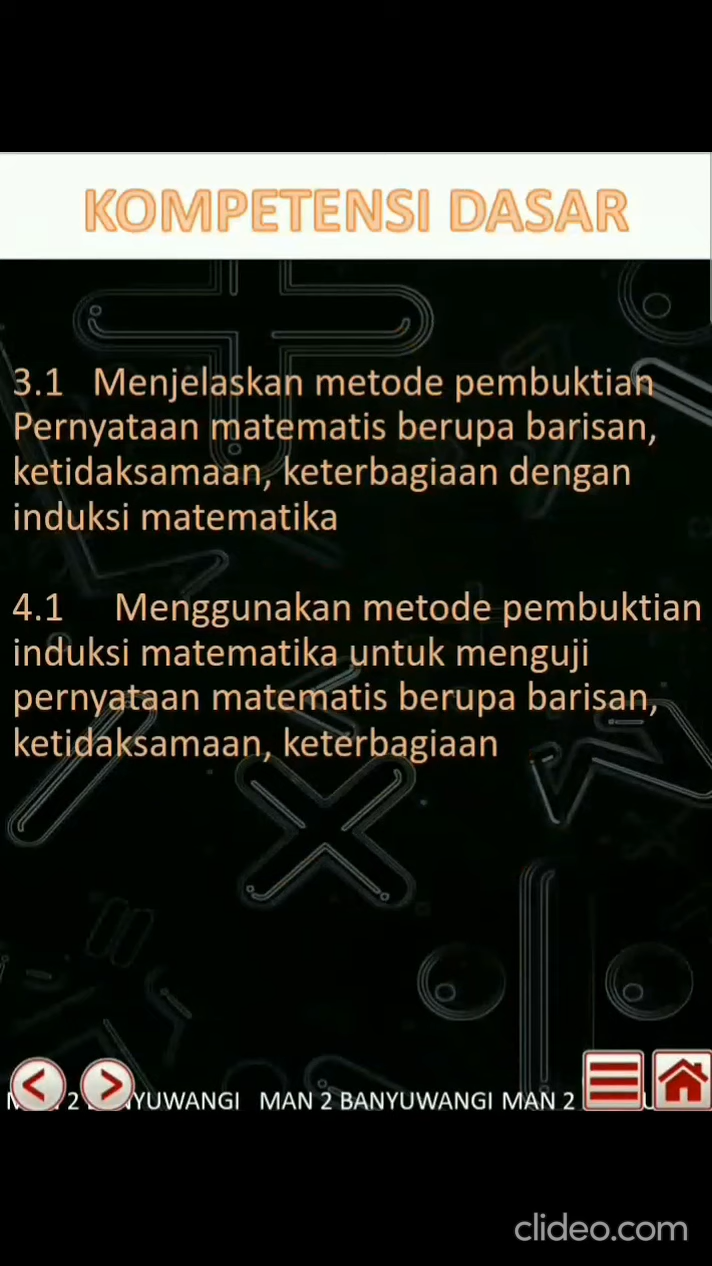 KOMPETENSI DASAR
3.1 Menjelaskan metode pembuktian
Pernyataan matematis berupa barisan,
ketidaksamaan, keterbagiaan dengan
induksi matematika
4.1 Menggunakan metode pembuktian
induksi matematika untuk menguji
pernyataan matematis berupa barisan,
ketidaksamaan, keterbagiaan
2 YUWANGI MAN 2 BANYUWANGI MAN 2
clideo.com